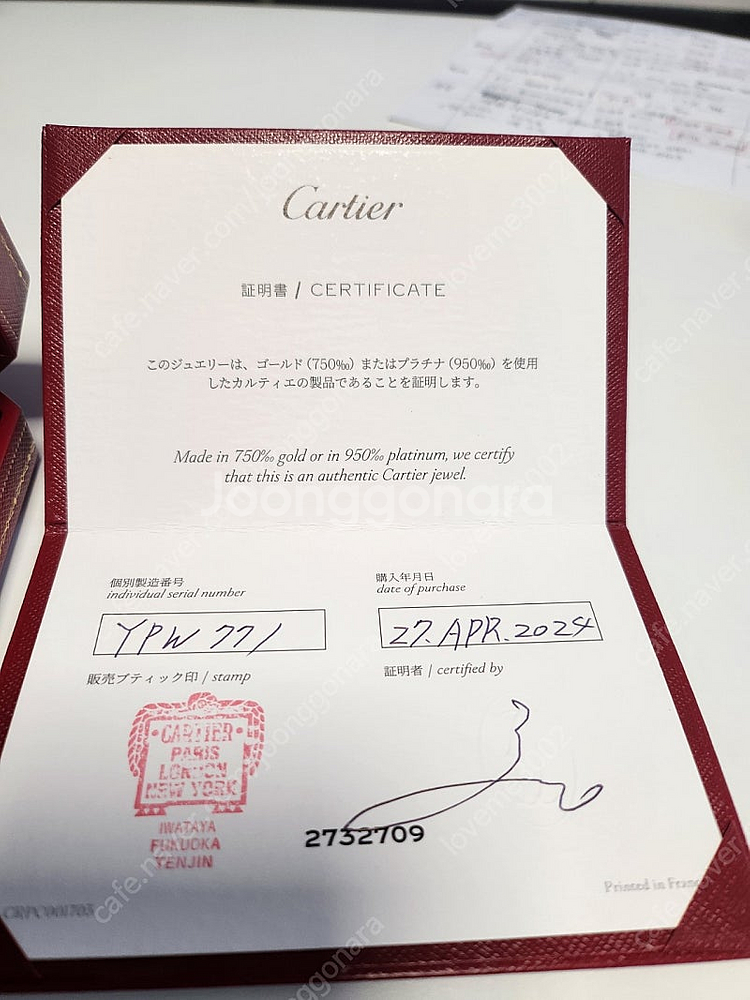 Cartier
証明書 / CERTIFICATE
このジュエリーは、ゴールド（750‰）またはプラチナ（950‰）を使用
したカルティエの製品であることを証明します。
Made in 750‰ gold or in 950‰ platinum, we certify
that this is an authentic Cartier jewel.
Joonggonara
個別製造番号
individual serial number
購入年月日
date of purchase
YPW 771
27. APR. 2024
販売ブティック印 / stamp
証明者 / certified by
CARTIER
PARIS
LONDON
NEW YORK
IWATAYA
FUKUOKA
TENJIN
2732709
Printed in France
cafe.naver.com/joonggonara
loveme3002